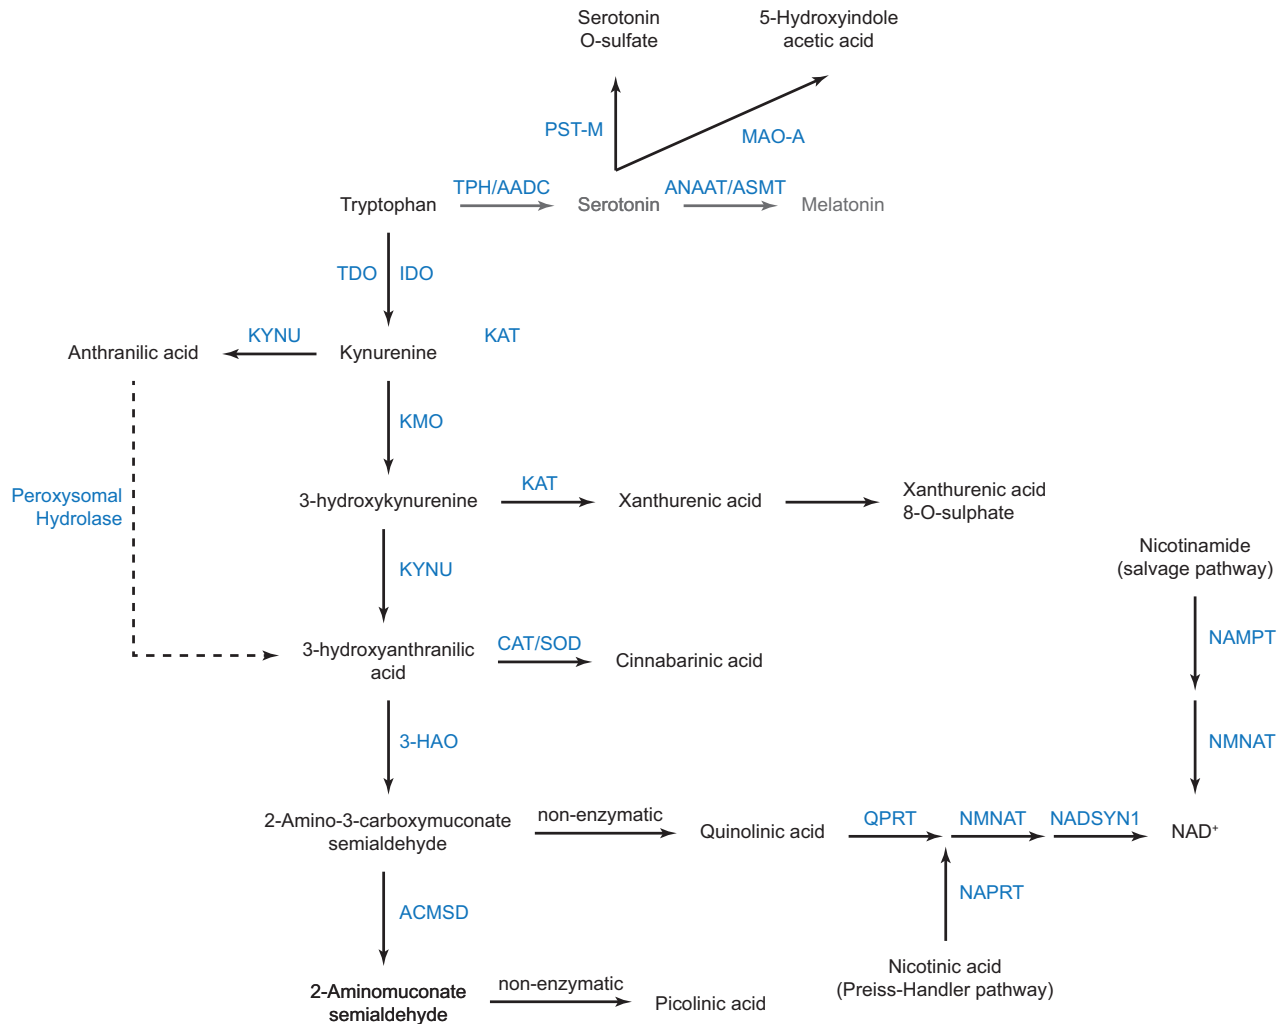 Serotonin
O-sulfate
5-Hydroxyindole
acetic acid
PST-M
MAO-A
TPH/AADC
ANAAT/ASMT
Tryptophan
Serotonin
Melatonin
TDO
IDO
KYNU
KAT
Anthranilic acid
Kynurenine
KMO
Peroxysomal
Hydrolase
3-hydroxykynurenine
KAT
Xanthurenic acid
Xanthurenic acid
8-O-sulphate
Nicotinamide
(salvage pathway)
KYNU
NAMPT
3-hydroxyanthranilic
acid
CAT/SOD
Cinnabarinic acid
3-HAO
NMNAT
2-Amino-3-carboxymuconate
semialdehyde
non-enzymatic
Quinolinic acid
QPRT
NMNAT
NADSYN1
NAD⁺
ACMSD
NAPRT
Nicotinic acid
(Preiss-Handler pathway)
2-Aminomuconate
semialdehyde
non-enzymatic
Picolinic acid